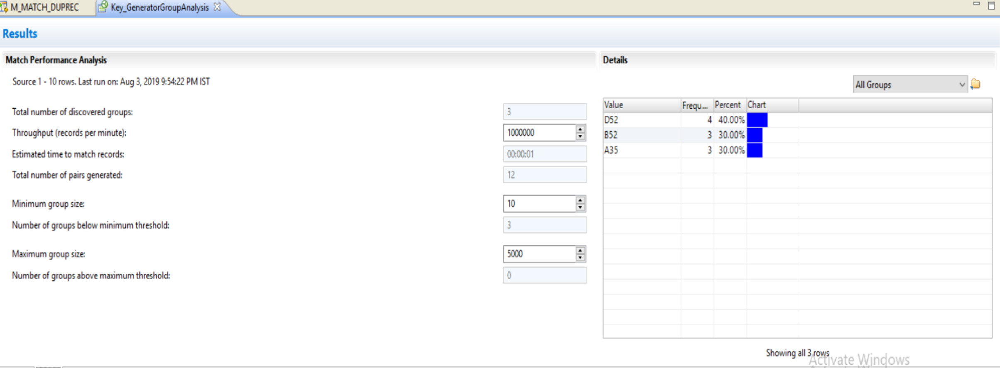 M_MATCH_DUPREC Key_GeneratorGroupAnalysis
Results
Match Performance Analysis
Source 1 - 10 rows. Last run on: Aug 3, 2019 9:54:22 PM IST
Total number of discovered groups: 3
Throughput (records per minute): 1000000
Estimated time to match records: 00:00:01
Total number of pairs generated: 12
Minimum group size: 10
Number of groups below minimum threshold: 3
Maximum group size: 5000
Number of groups above maximum threshold: 0
Details
All Groups
Value Frequ... Percent Chart
D52 4 40.00%
B52 3 30.00%
A35 3 30.00%
Showing all 3 rows
Activate Windows